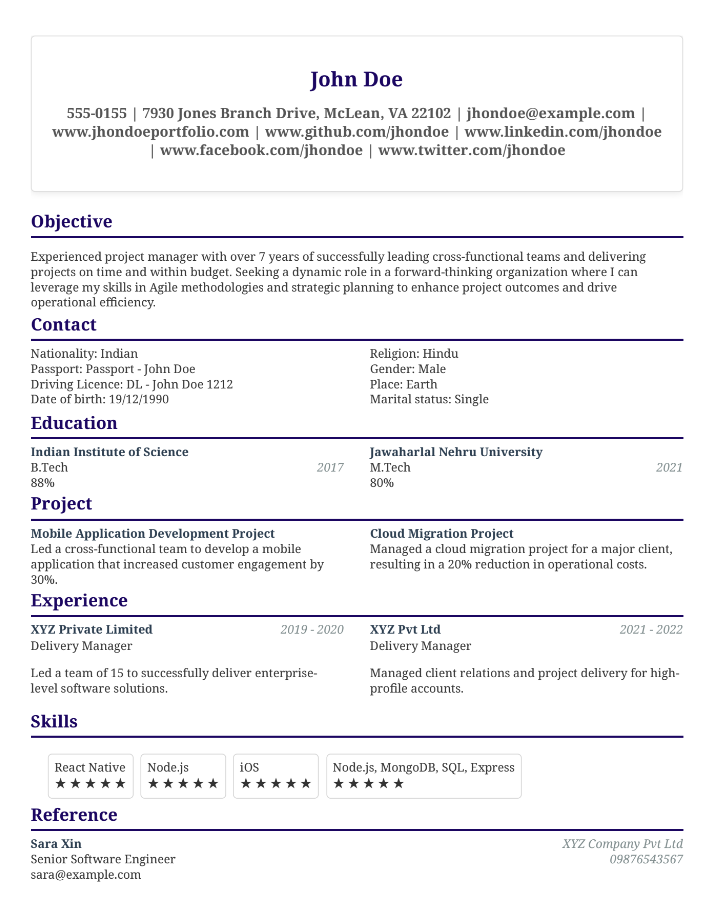 John Doe
555-0155 | 7930 Jones Branch Drive, McLean, VA 22102 | jhondoe@example.com |
www.jhondoeportfolio.com | www.github.com/jhondoe | www.linkedin.com/jhondoe
| www.facebook.com/jhondoe | www.twitter.com/jhondoe
Objective
Experienced project manager with over 7 years of successfully leading cross-functional teams and delivering
projects on time and within budget. Seeking a dynamic role in a forward-thinking organization where I can
leverage my skills in Agile methodologies and strategic planning to enhance project outcomes and drive
operational efficiency.
Contact
Nationality: Indian
Passport: Passport - John Doe
Driving Licence: DL - John Doe 1212
Date of birth: 19/12/1990
Religion: Hindu
Gender: Male
Place: Earth
Marital status: Single
Education
Indian Institute of Science
B.Tech 2017
88%
Jawaharlal Nehru University
M.Tech 2021
80%
Project
Mobile Application Development Project
Led a cross-functional team to develop a mobile
application that increased customer engagement by
30%.
Cloud Migration Project
Managed a cloud migration project for a major client,
resulting in a 20% reduction in operational costs.
Experience
XYZ Private Limited 2019 - 2020
Delivery Manager
Led a team of 15 to successfully deliver enterprise-
level software solutions.
XYZ Pvt Ltd 2021 - 2022
Delivery Manager
Managed client relations and project delivery for high-
profile accounts.
Skills
React Native
★ ★ ★ ★ ★
Node.js
★ ★ ★ ★ ★
iOS
★ ★ ★ ★ ★
Node.js, MongoDB, SQL, Express
★ ★ ★ ★ ★
Reference
Sara Xin XYZ Company Pvt Ltd
Senior Software Engineer 09876543567
sara@example.com